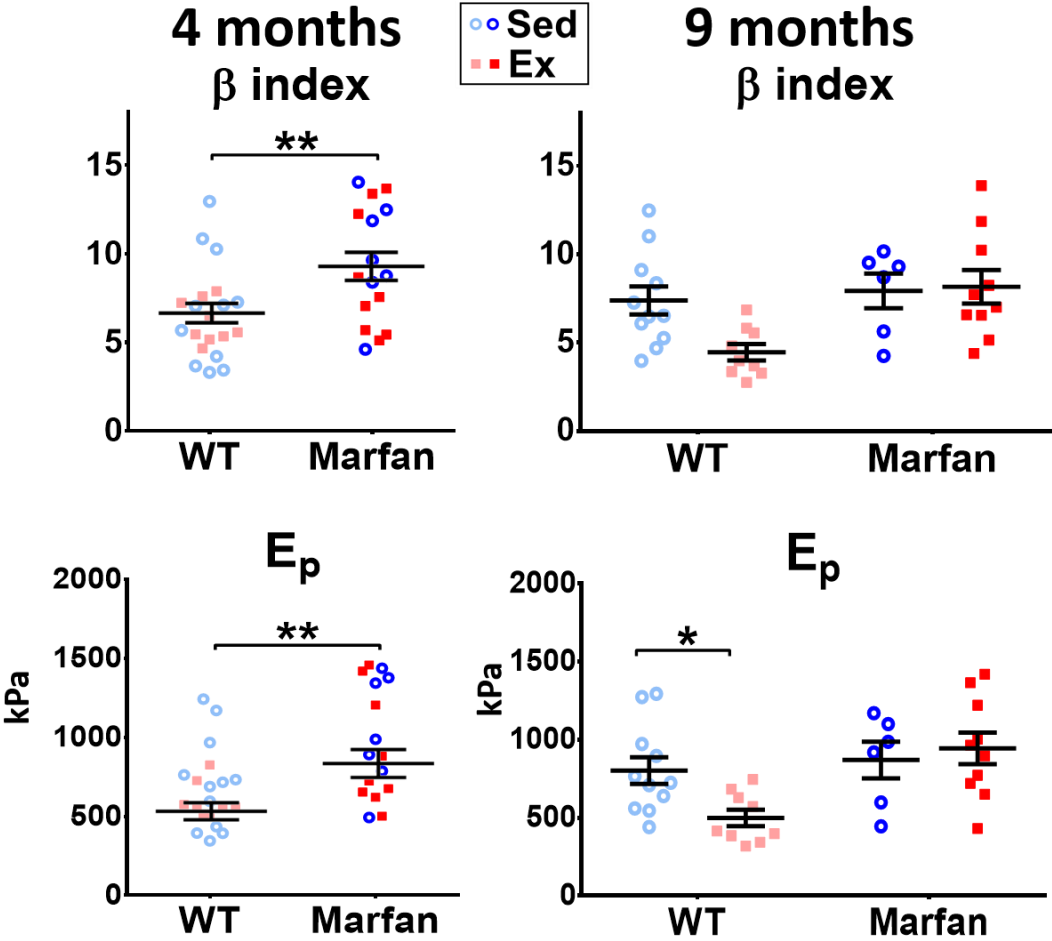 4 months
Sed
Ex
9 months
β index
β index
**
15
10
5
0
WT Marfan
15
10
5
0
WT Marfan
Ep
kPa
2000
1500
1000
500
0
**
WT Marfan
Ep
kPa
2000
1500
1000
500
0
*
WT Marfan